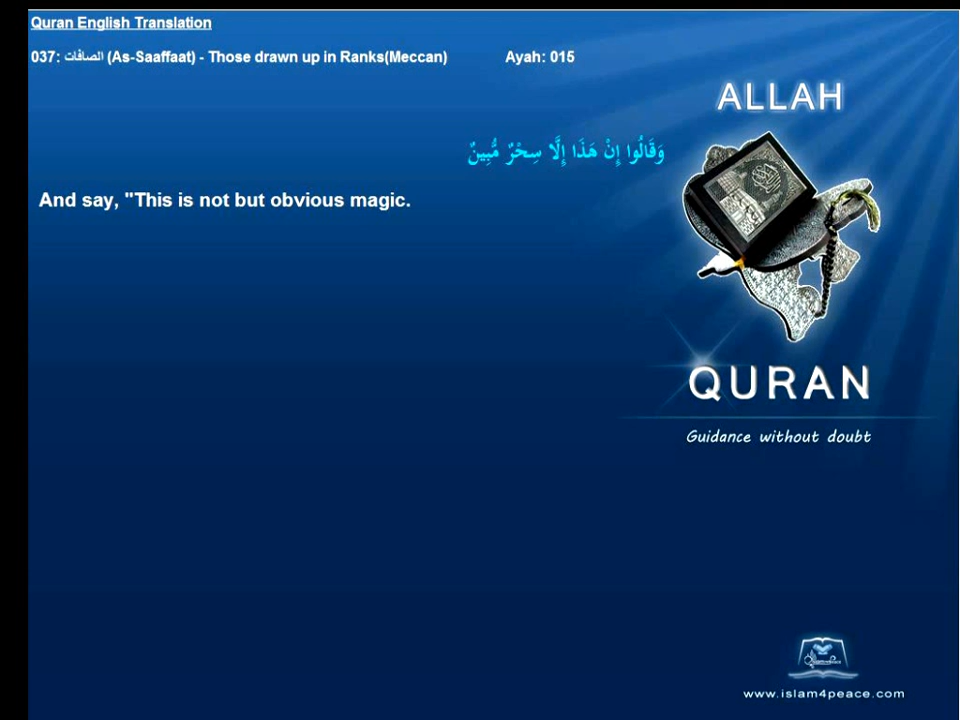 Quran English Translation
037: الصافات (As-Saaffaat) - Those drawn up in Ranks(Meccan) Ayah: 015
ALLAH
وَقَالُوا إِنْ هَذَا إِلَّا سِحْرٌ مُّبِينٌ
And say, "This is not but obvious magic.
QURAN
Guidance without doubt
www.islam4peace.com